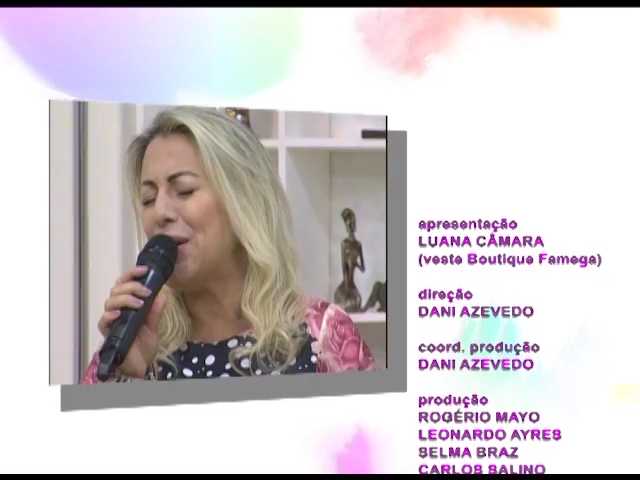 apresentação
LUANA CÂMARA
(veste Boutique Famega)
direção
DANI AZEVEDO
coord. produção
DANI AZEVEDO
produção
ROGÉRIO MAYO
LEONARDO AYRES
SELMA BRAZ
CARLOS SALINO